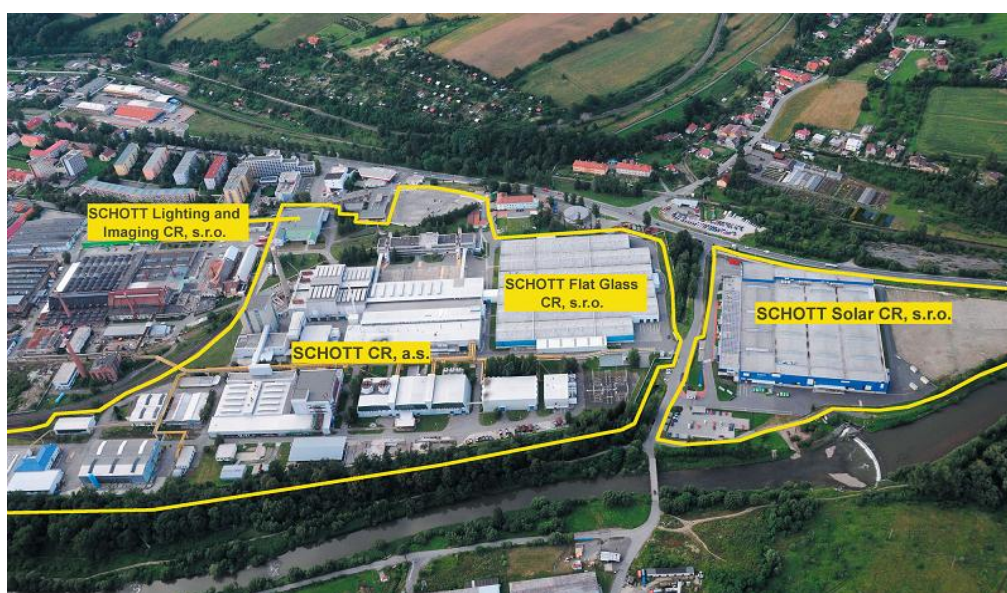 SCHOTT Lighting and
Imaging CR, s.r.o.
SCHOTT Flat Glass
CR, s.r.o.
SCHOTT Solar CR, s.r.o.
SCHOTT CR, a.s.